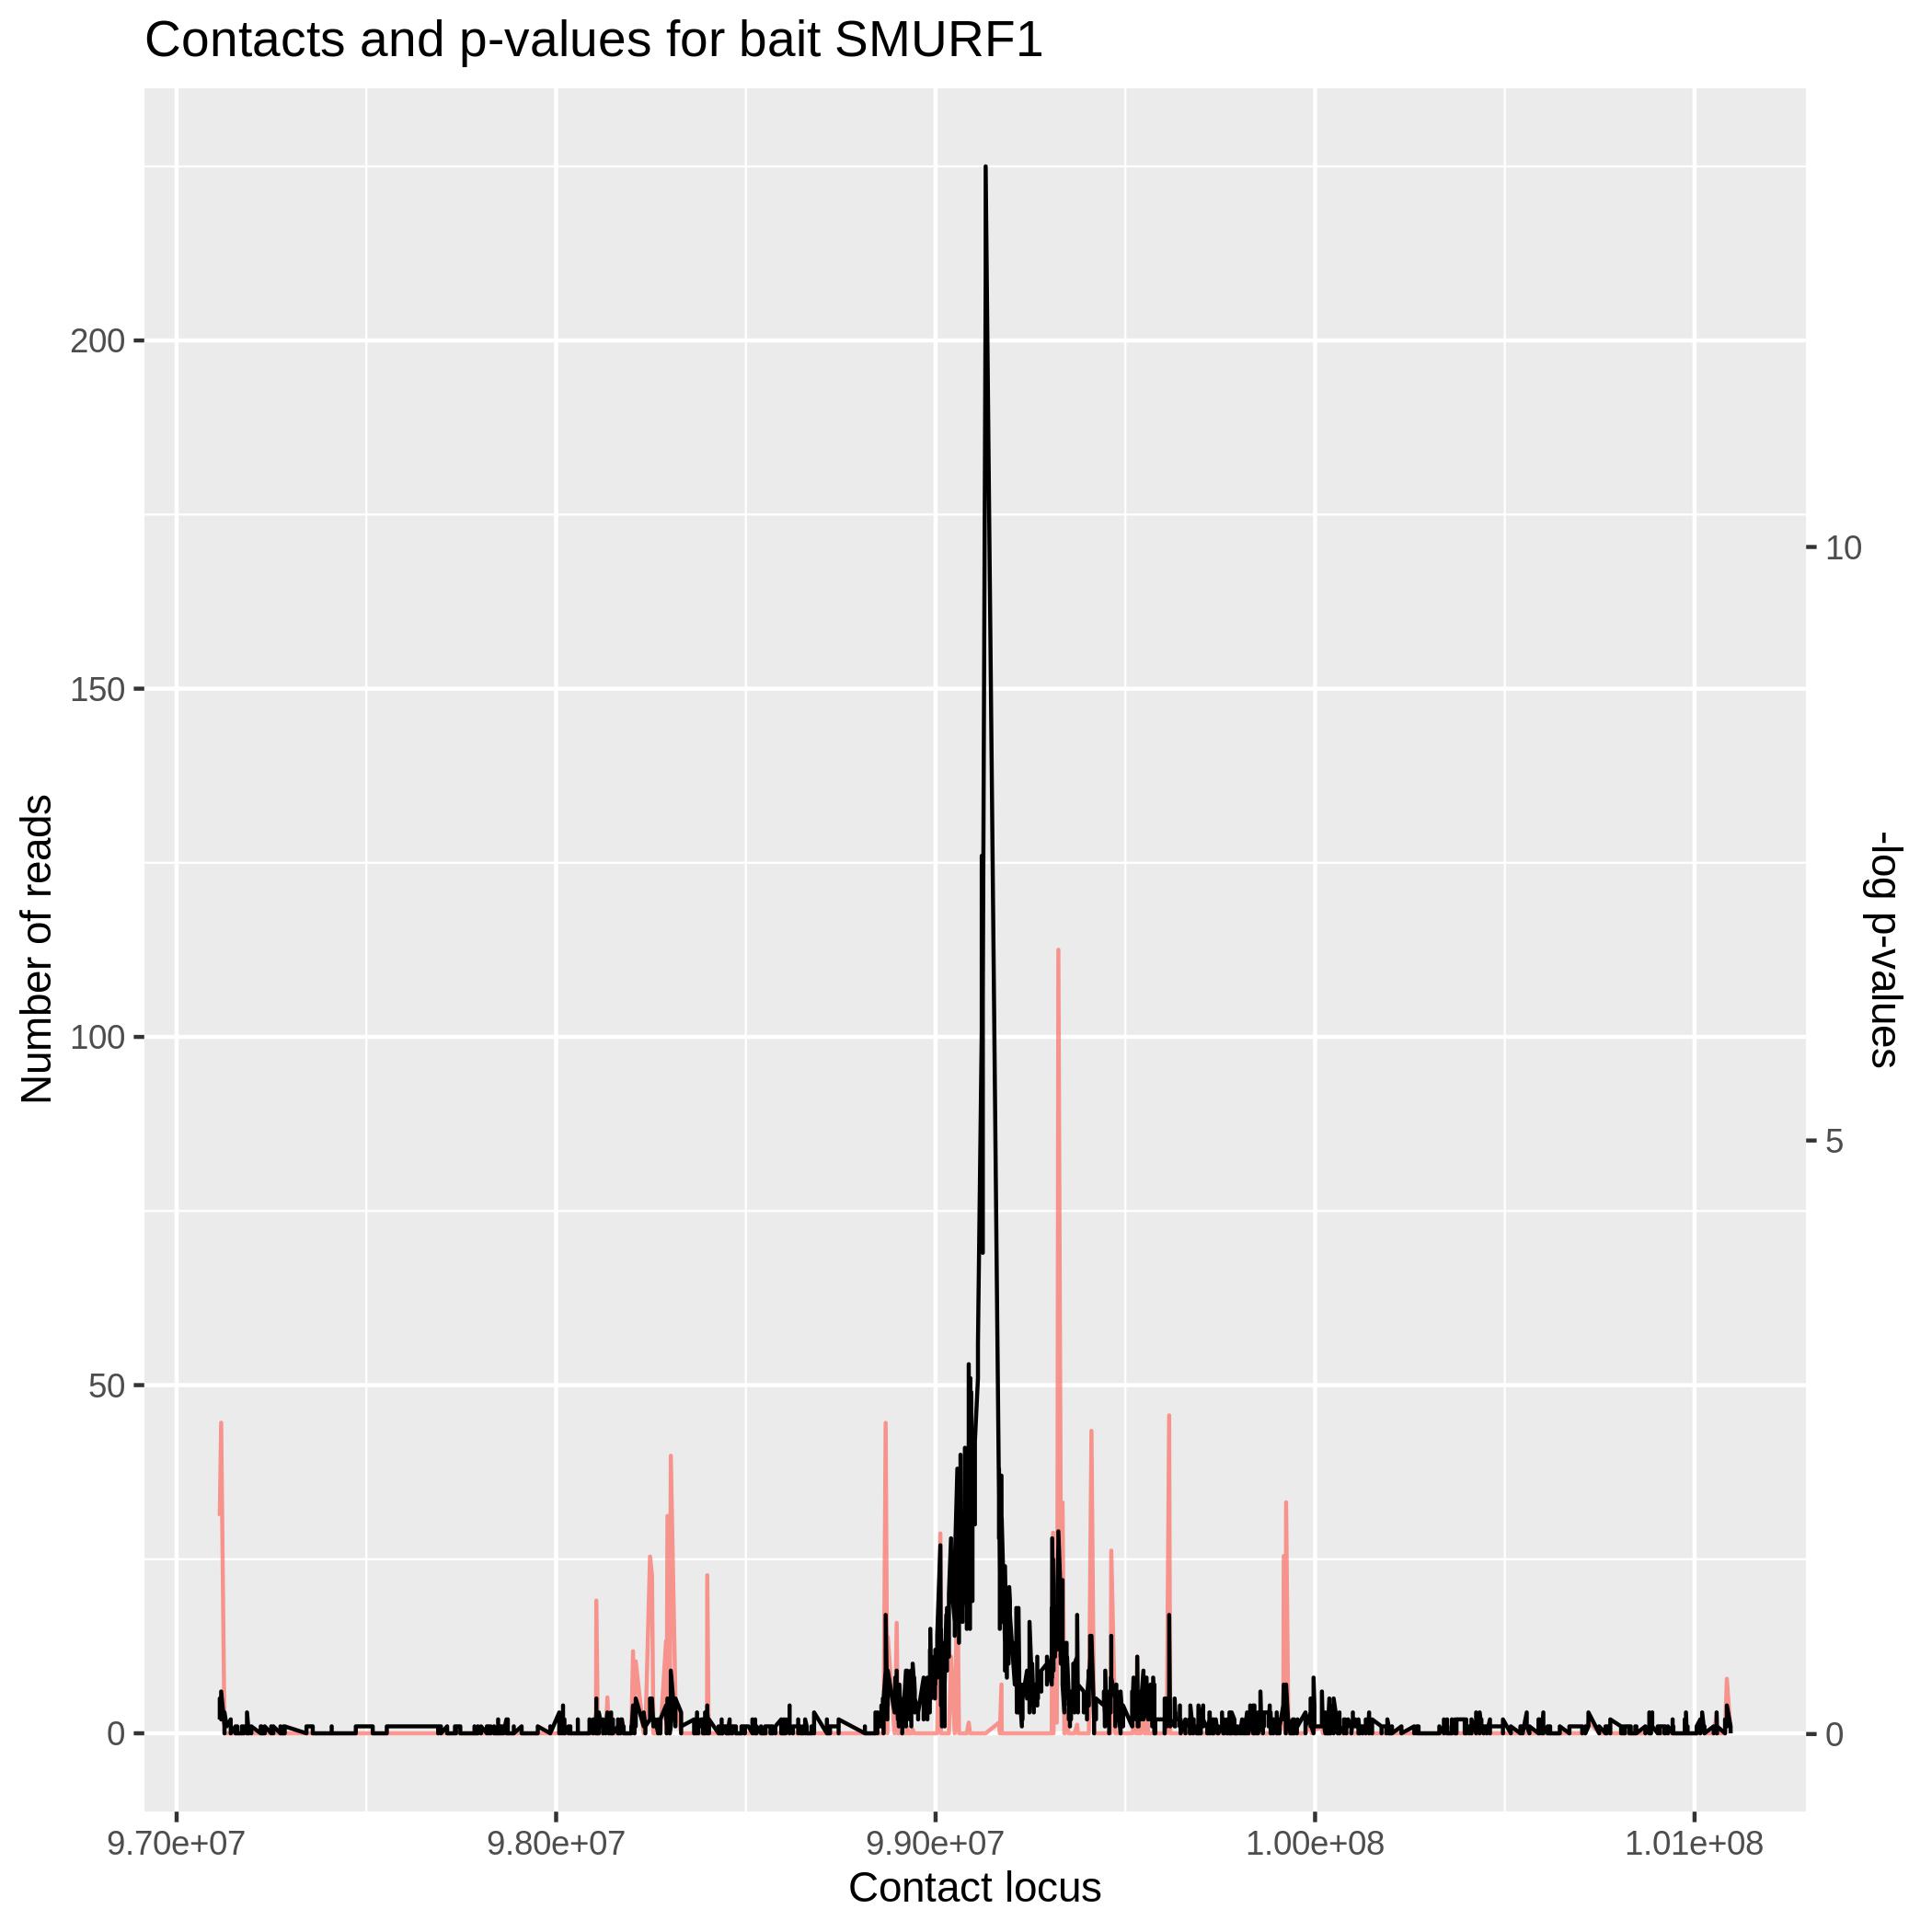 Contacts and p-values for bait SMURF1
200
150
100
50
0
Number of reads
10
5
0
-log p-values
9.70e+07
9.80e+07
9.90e+07
1.00e+08
1.01e+08
Contact locus